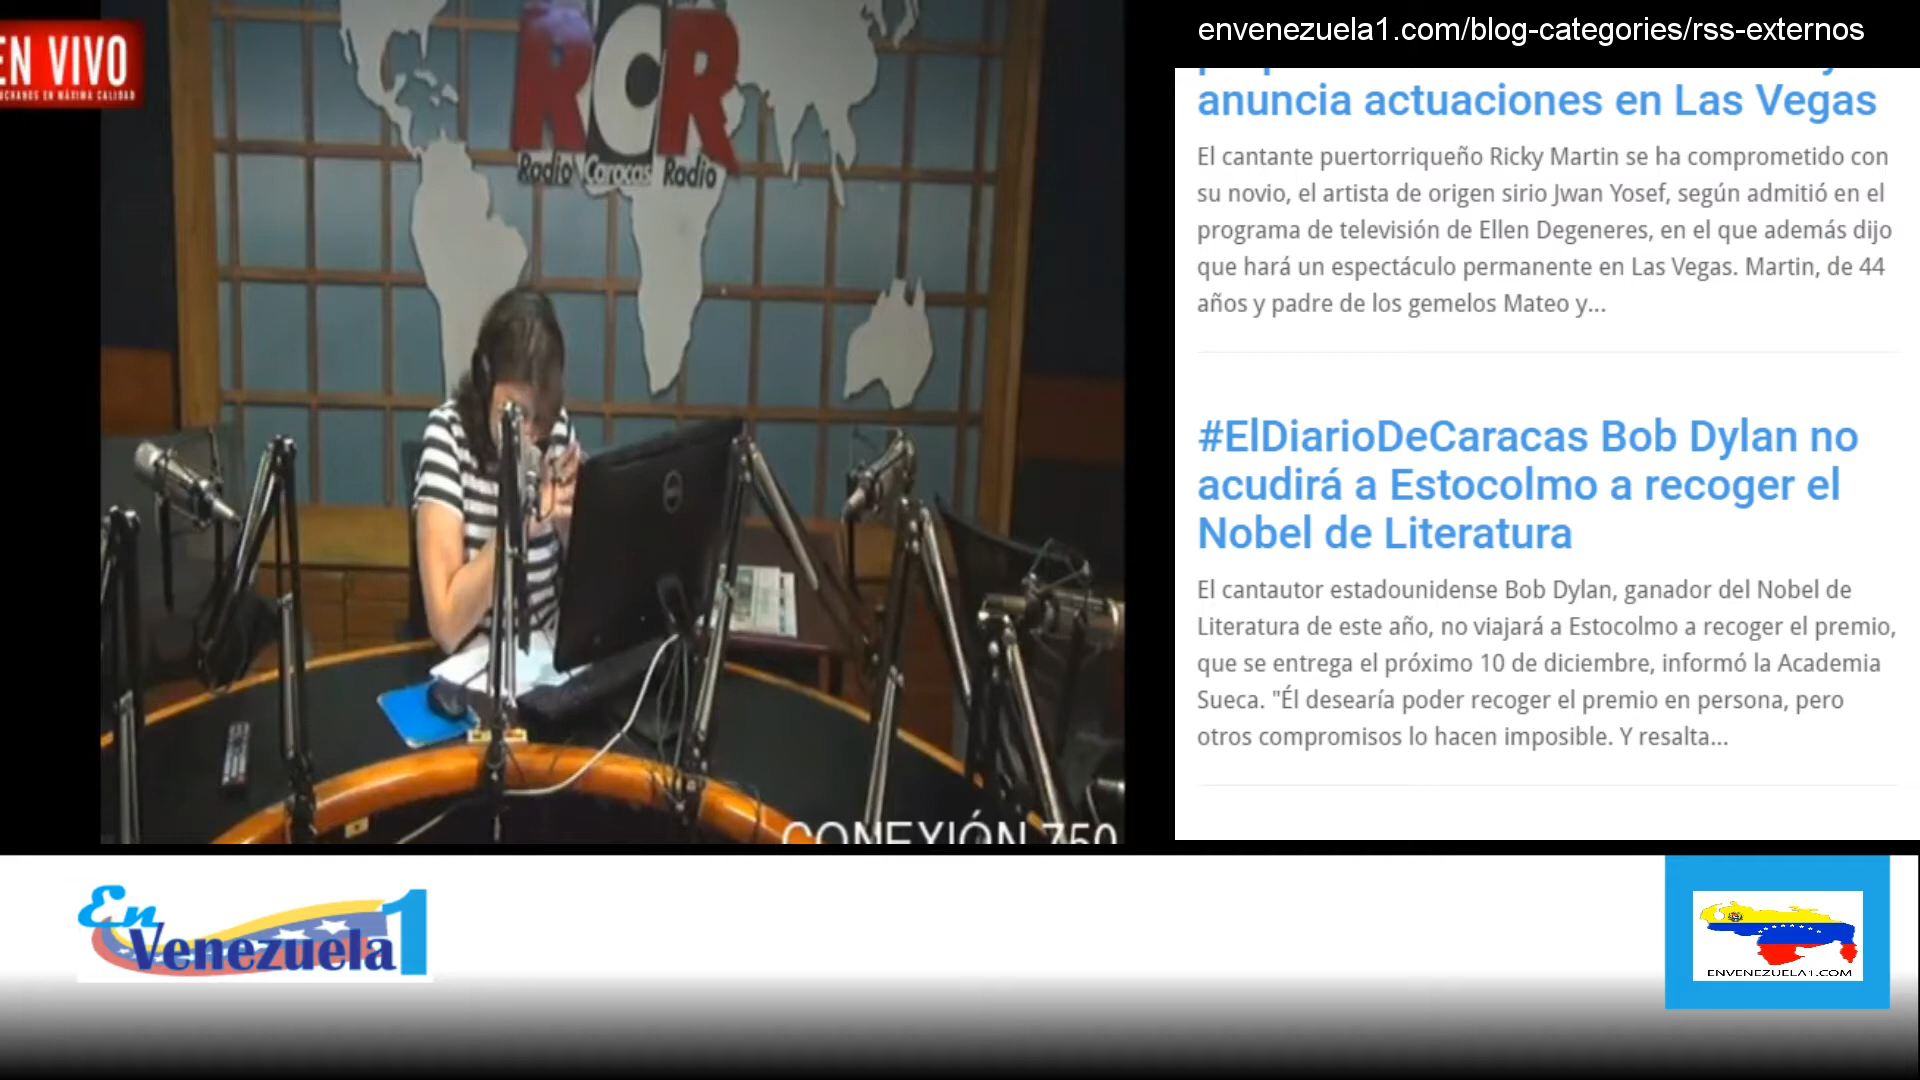 EN VIVO
RCR
Radio Caracas Radio
CONEXIÓN 750
envenezuela1.com/blog-categories/rss-externos
anuncia actuaciones en Las Vegas
El cantante puertorriqueño Ricky Martin se ha comprometido con
su novio, el artista de origen sirio Jwan Yosef, según admitió en el
programa de televisión de Ellen Degeneres, en el que además dijo
que hará un espectáculo permanente en Las Vegas. Martin, de 44
años y padre de los gemelos Mateo y...
#ElDiarioDeCaracas Bob Dylan no
acudirá a Estocolmo a recoger el
Nobel de Literatura
El cantautor estadounidense Bob Dylan, ganador del Nobel de
Literatura de este año, no viajará a Estocolmo a recoger el premio,
que se entrega el próximo 10 de diciembre, informó la Academia
Sueca. "Él desearía poder recoger el premio en persona, pero
otros compromisos lo hacen imposible. Y resalta...
En
Venezuela1
ENVENEZUELA1.COM